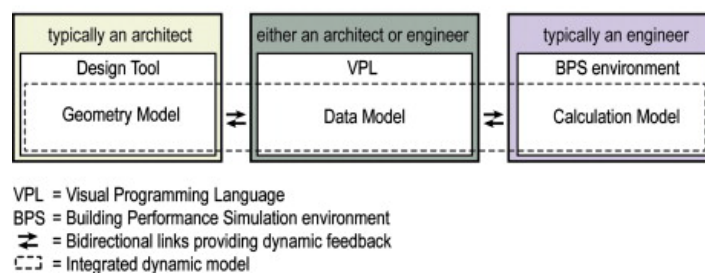 typically an architect
either an architect or engineer
typically an engineer
Design Tool
VPL
BPS environment
Geometry Model
Data Model
Calculation Model
VPL = Visual Programming Language
BPS = Building Performance Simulation environment
⇄ = Bidirectional links providing dynamic feedback
= Integrated dynamic model